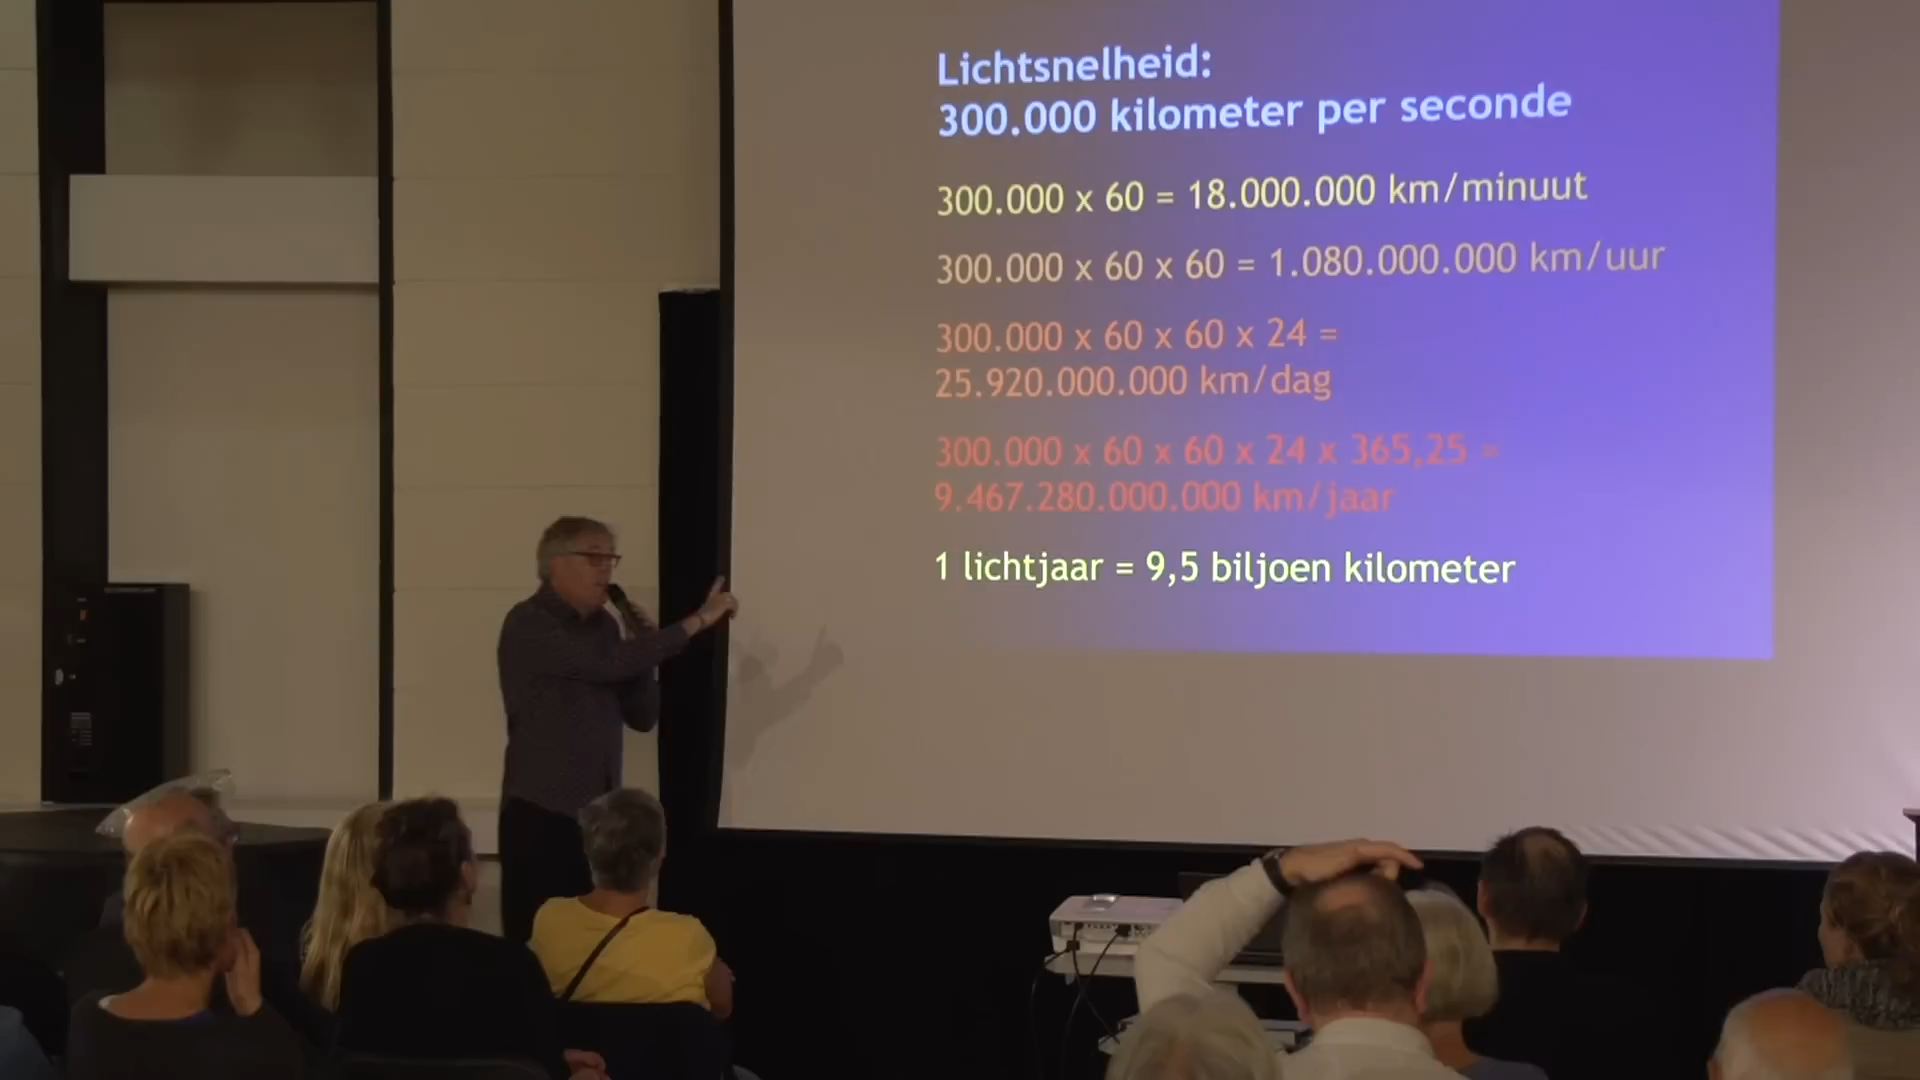 Lichtsnelheid:
300.000 kilometer per seconde
300.000 x 60 = 18.000.000 km/minuut
300.000 x 60 x 60 = 1.080.000.000 km/uur
300.000 x 60 x 60 x 24 =
25.920.000.000 km/dag
300.000 x 60 x 60 x 24 x 365,25 =
9.467.280.000.000 km/jaar
1 lichtjaar = 9,5 biljoen kilometer